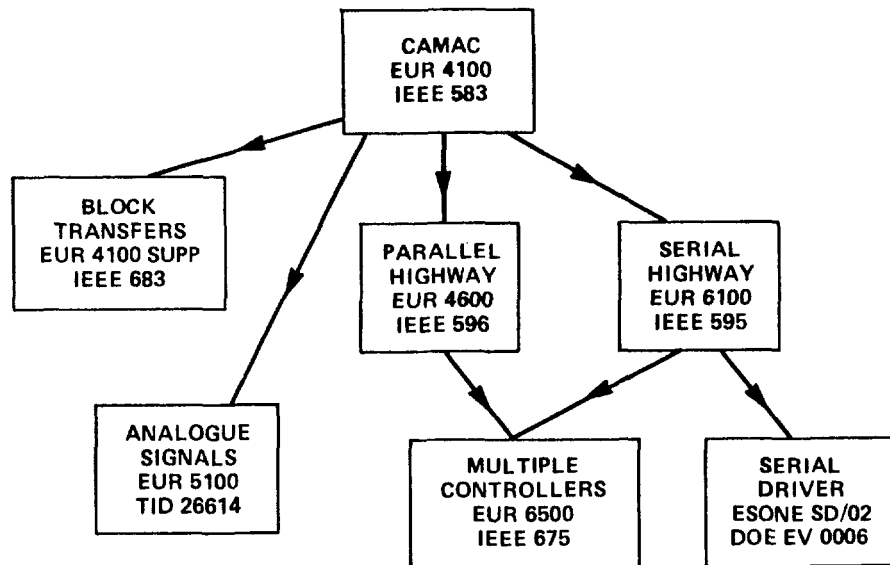 CAMAC
EUR 4100
IEEE 583
BLOCK
TRANSFERS
EUR 4100 SUPP
IEEE 683
PARALLEL
HIGHWAY
EUR 4600
IEEE 596
SERIAL
HIGHWAY
EUR 6100
IEEE 595
ANALOGUE
SIGNALS
EUR 5100
TID 26614
MULTIPLE
CONTROLLERS
EUR 6500
IEEE 675
SERIAL
DRIVER
ESONE SD/02
DOE EV 0006